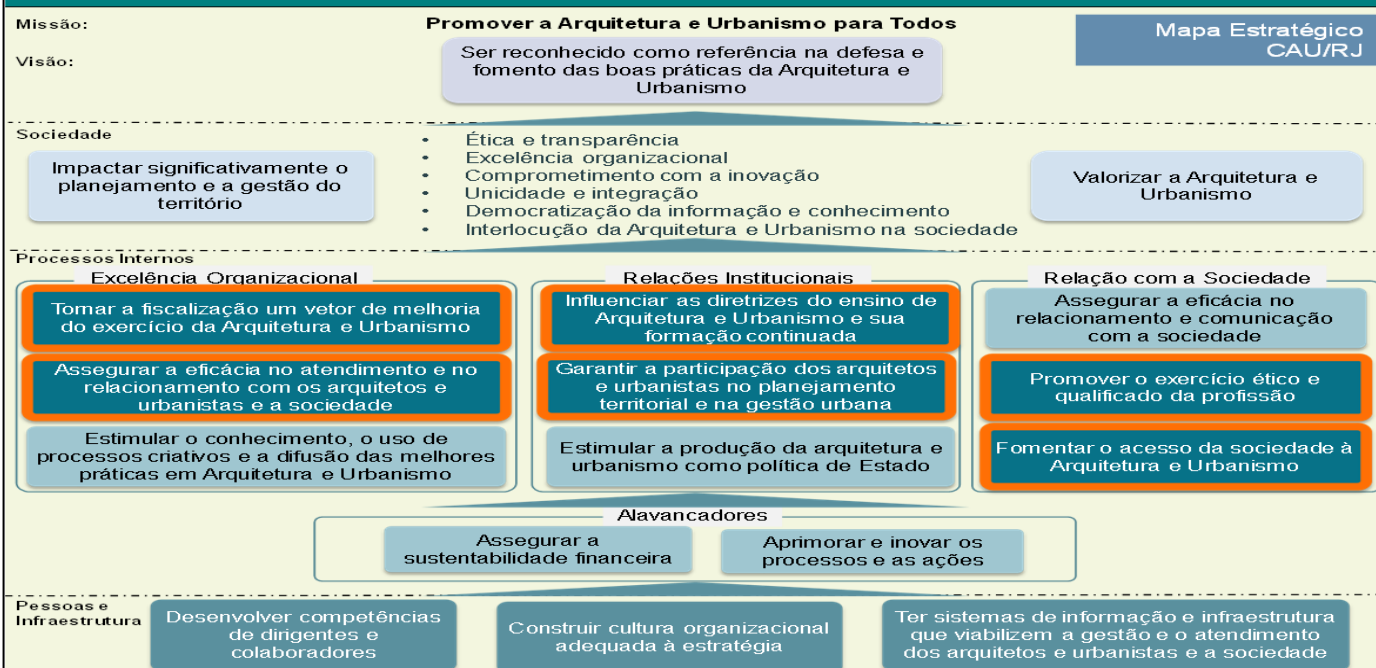 Missão:
Promover a Arquitetura e Urbanismo para Todos
Mapa Estratégico
CAU/RJ
Visão:
Ser reconhecido como referência na defesa e
fomento das boas práticas da Arquitetura e
Urbanismo
Sociedade
Impactar significativamente o
planejamento e a gestão do
território
• Ética e transparência
• Excelência organizacional
• Comprometimento com a inovação
• Unicidade e integração
• Democratização da informação e conhecimento
• Interlocução da Arquitetura e Urbanismo na sociedade
Valorizar a Arquitetura e
Urbanismo
Processos Internos
Excelência Organizacional
Tornar a fiscalização um vetor de melhoria
do exercício da Arquitetura e Urbanismo
Assegurar a eficácia no atendimento e no
relacionamento com os arquitetos e
urbanistas e a sociedade
Estimular o conhecimento, o uso de
processos criativos e a difusão das melhores
práticas em Arquitetura e Urbanismo
Relações Institucionais
Influenciar as diretrizes do ensino de
Arquitetura e Urbanismo e sua
formação continuada
Garantir a participação dos arquitetos
e urbanistas no planejamento
territorial e na gestão urbana
Estimular a produção da arquitetura e
urbanismo como política de Estado
Relação com a Sociedade
Assegurar a eficácia no
relacionamento e comunicação
com a sociedade
Promover o exercício ético e
qualificado da profissão
Fomentar o acesso da sociedade à
Arquitetura e Urbanismo
Alavancadores
Assegurar a
sustentabilidade financeira
Aprimorar e inovar os
processos e as ações
Pessoas e
Infraestrutura
Desenvolver competências
de dirigentes e
colaboradores
Construir cultura organizacional
adequada à estratégia
Ter sistemas de informação e infraestrutura
que viabilizem a gestão e o atendimento
dos arquitetos e urbanistas e a sociedade